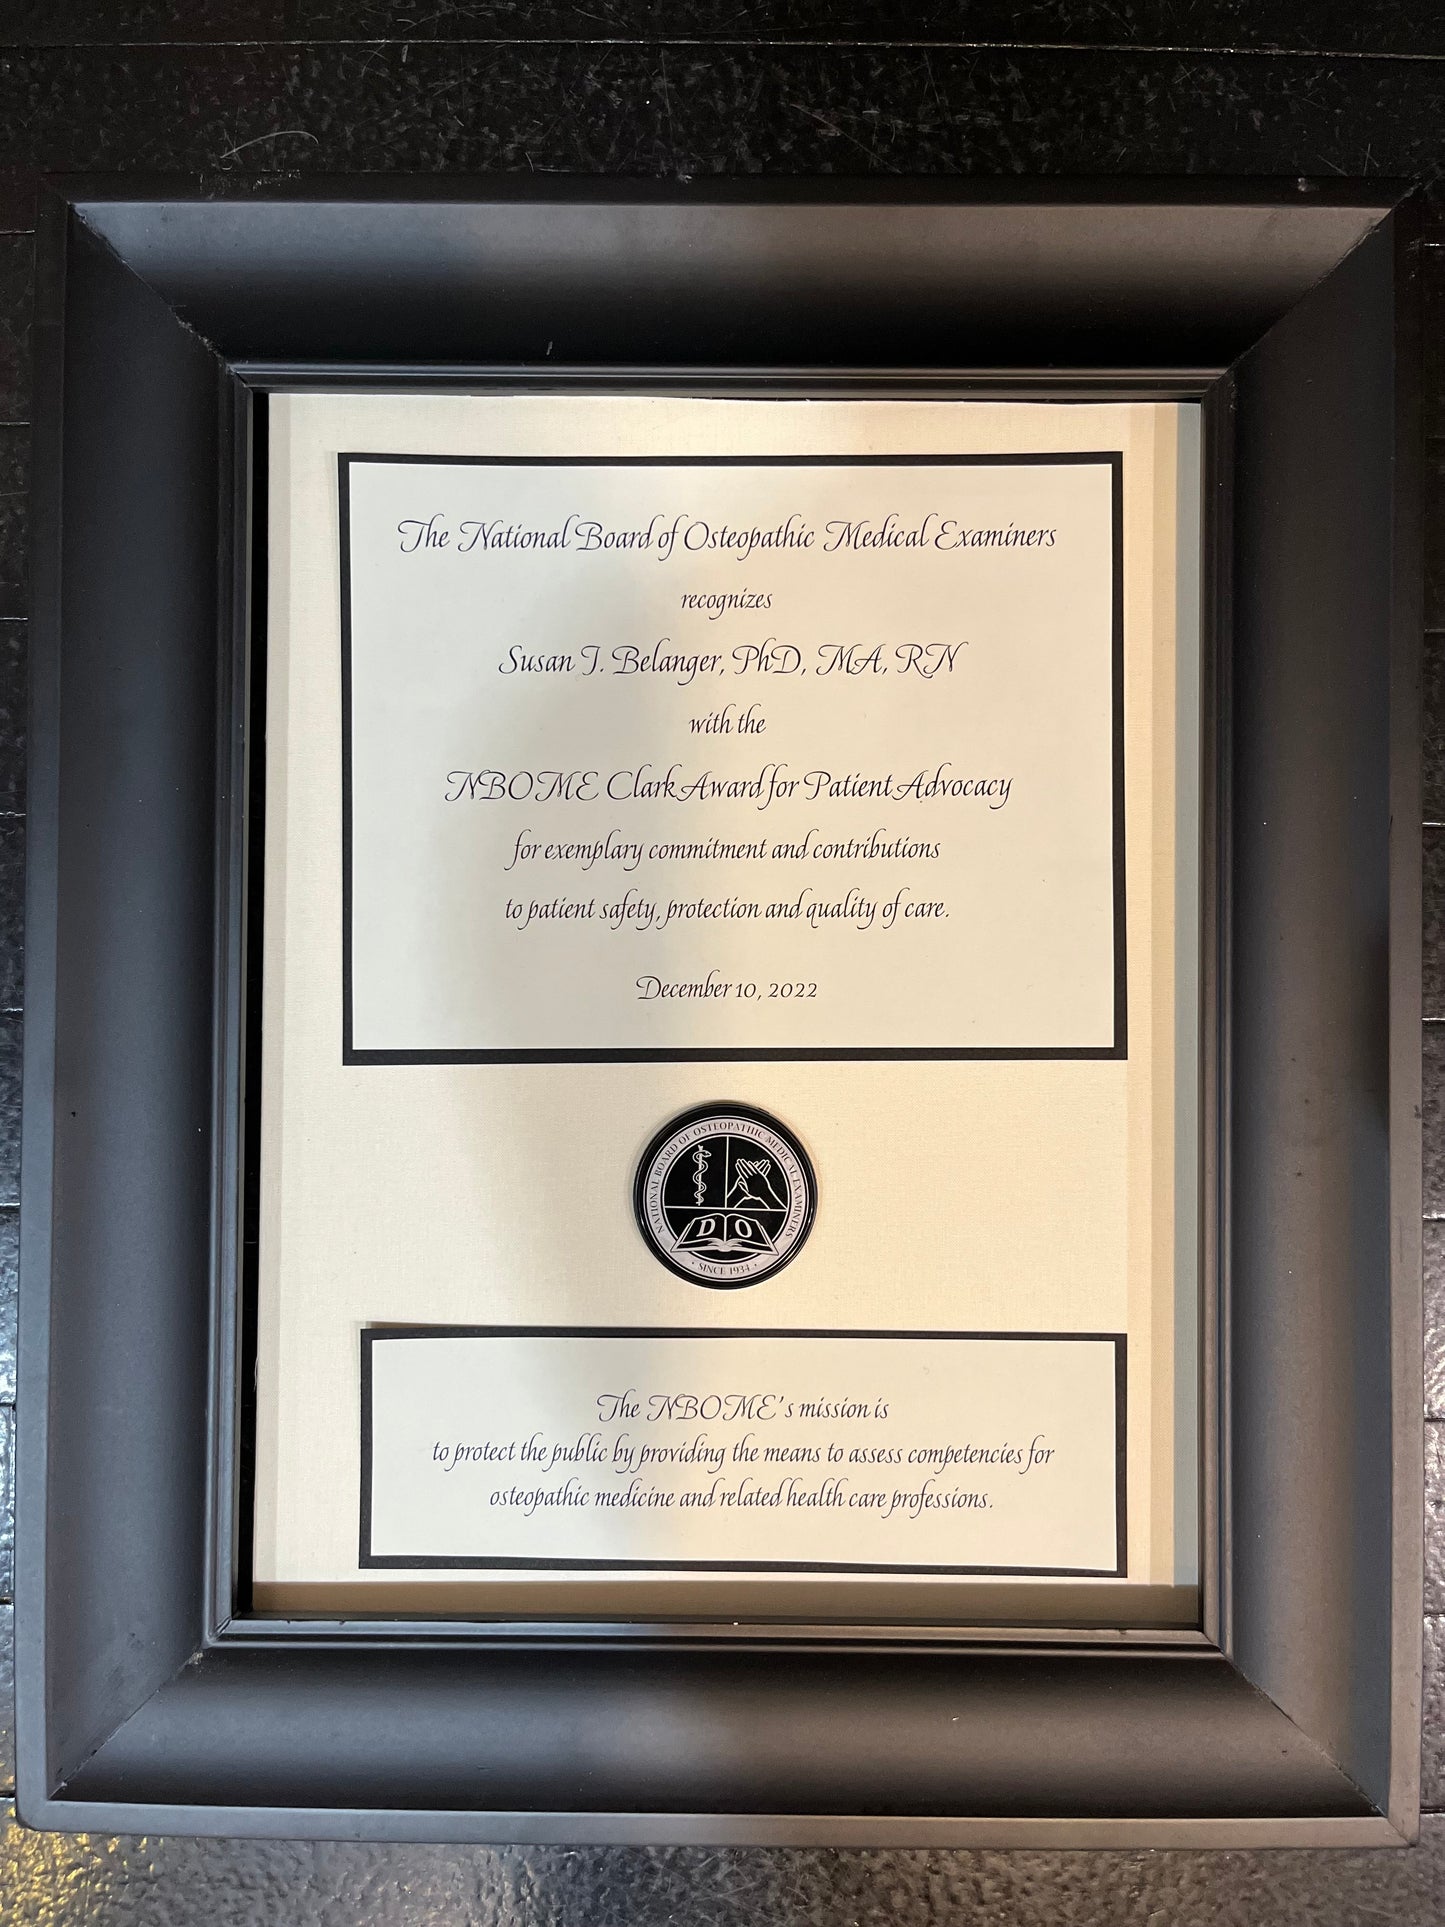 The National Board of Osteopathic Medical Examiners
recognizes
Susan J. Belanger, PhD, MA, RN
with the
NBOME Clark Award for Patient Advocacy
for exemplary commitment and contributions
to patient safety, protection and quality of care.
December 10, 2022
NATIONAL BOARD OF OSTEOPATHIC MEDICAL EXAMINERS
D O
· SINCE 1934 ·
The NBOME's mission is
to protect the public by providing the means to assess competencies for
osteopathic medicine and related health care professions.